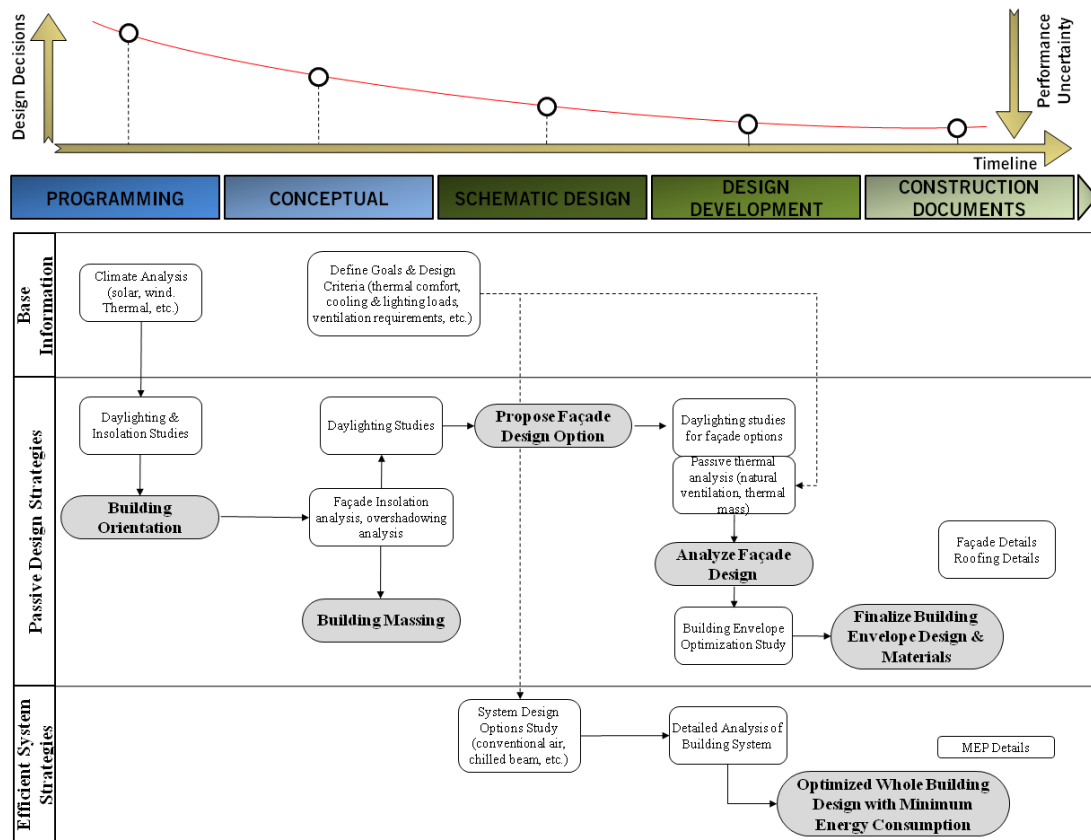 Design Decisions
Performance
Uncertainty
Timeline
PROGRAMMING
CONCEPTUAL
SCHEMATIC DESIGN
DESIGN
DEVELOPMENT
CONSTRUCTION
DOCUMENTS
Base
Information
Climate Analysis
(solar, wind.
Thermal, etc.)
Define Goals & Design
Criteria (thermal comfort,
cooling & lighting loads,
ventilation requirements, etc.)
Passive Design Strategies
Daylighting &
Insolation Studies
Building
Orientation
Daylighting Studies
Façade Insolation
analysis, overshadowing
analysis
Building Massing
Propose Façade
Design Option
Daylighting studies
for façade options
Passive thermal
analysis (natural
ventilation, thermal
mass)
Analyze Façade
Design
Building Envelope
Optimization Study
Façade Details
Roofing Details
Finalize Building
Envelope Design &
Materials
Efficient System
Strategies
System Design
Options Study
(conventional air,
chilled beam, etc.)
Detailed Analysis of
Building System
MEP Details
Optimized Whole Building
Design with Minimum
Energy Consumption